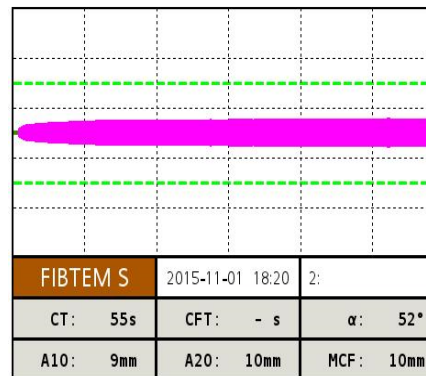 FIBTEM S 2015-11-01 18:20 2:
CT: 55s CFT: - s α: 52°
A10: 9mm A20: 10mm MCF: 10mm